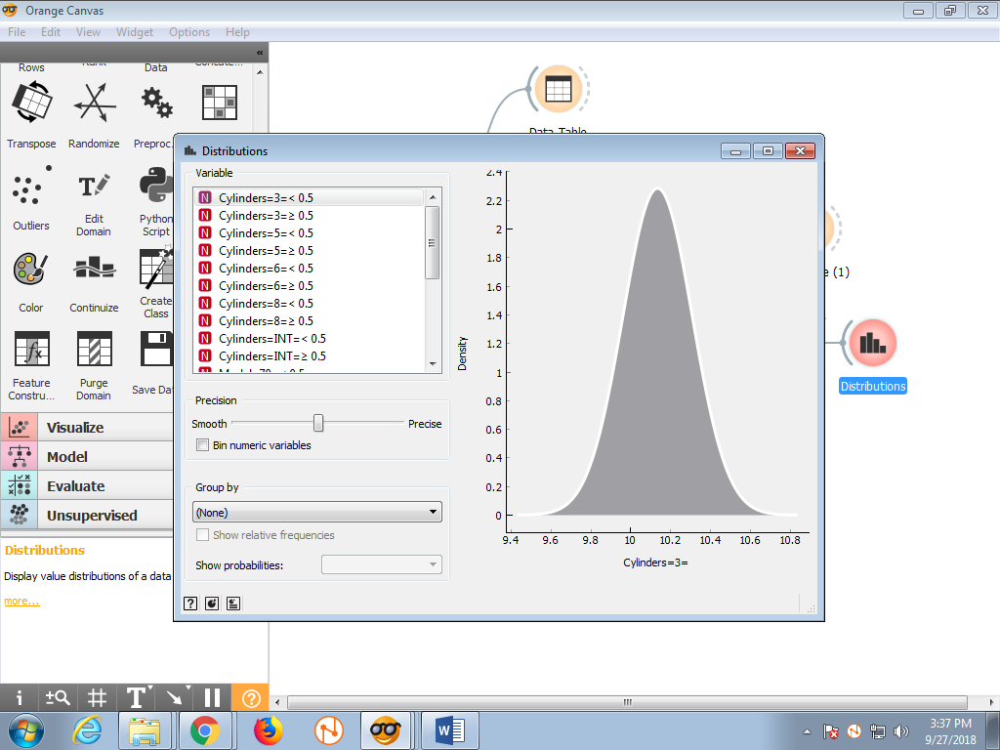 Orange Canvas
File Edit View Widget Options Help
«
Rows Data
Transpose Randomize Preproc.
Outliers Edit Domain Python Script
Color Continuize Create Class
Feature Constru... Purge Domain Save Dat
Visualize
Model
Evaluate
Unsupervised
Distributions
Display value distributions of a data
more...
Data Table
e (1)
Distributions
Distributions
Variable
N Cylinders=3=< 0.5
N Cylinders=3=≥ 0.5
N Cylinders=5=< 0.5
N Cylinders=5=≥ 0.5
N Cylinders=6=< 0.5
N Cylinders=6=≥ 0.5
N Cylinders=8=< 0.5
N Cylinders=8=≥ 0.5
N Cylinders=INT=< 0.5
N Cylinders=INT=≥ 0.5
Precision
Smooth Precise
Bin numeric variables
Group by
(None)
Show relative frequencies
Show probabilities:
Density
2.4
2.2
2
1.8
1.6
1.4
1.2
1
0.8
0.6
0.4
0.2
0
9.4 9.6 9.8 10 10.2 10.4 10.6 10.8
Cylinders=3=
3:37 PM
9/27/2018